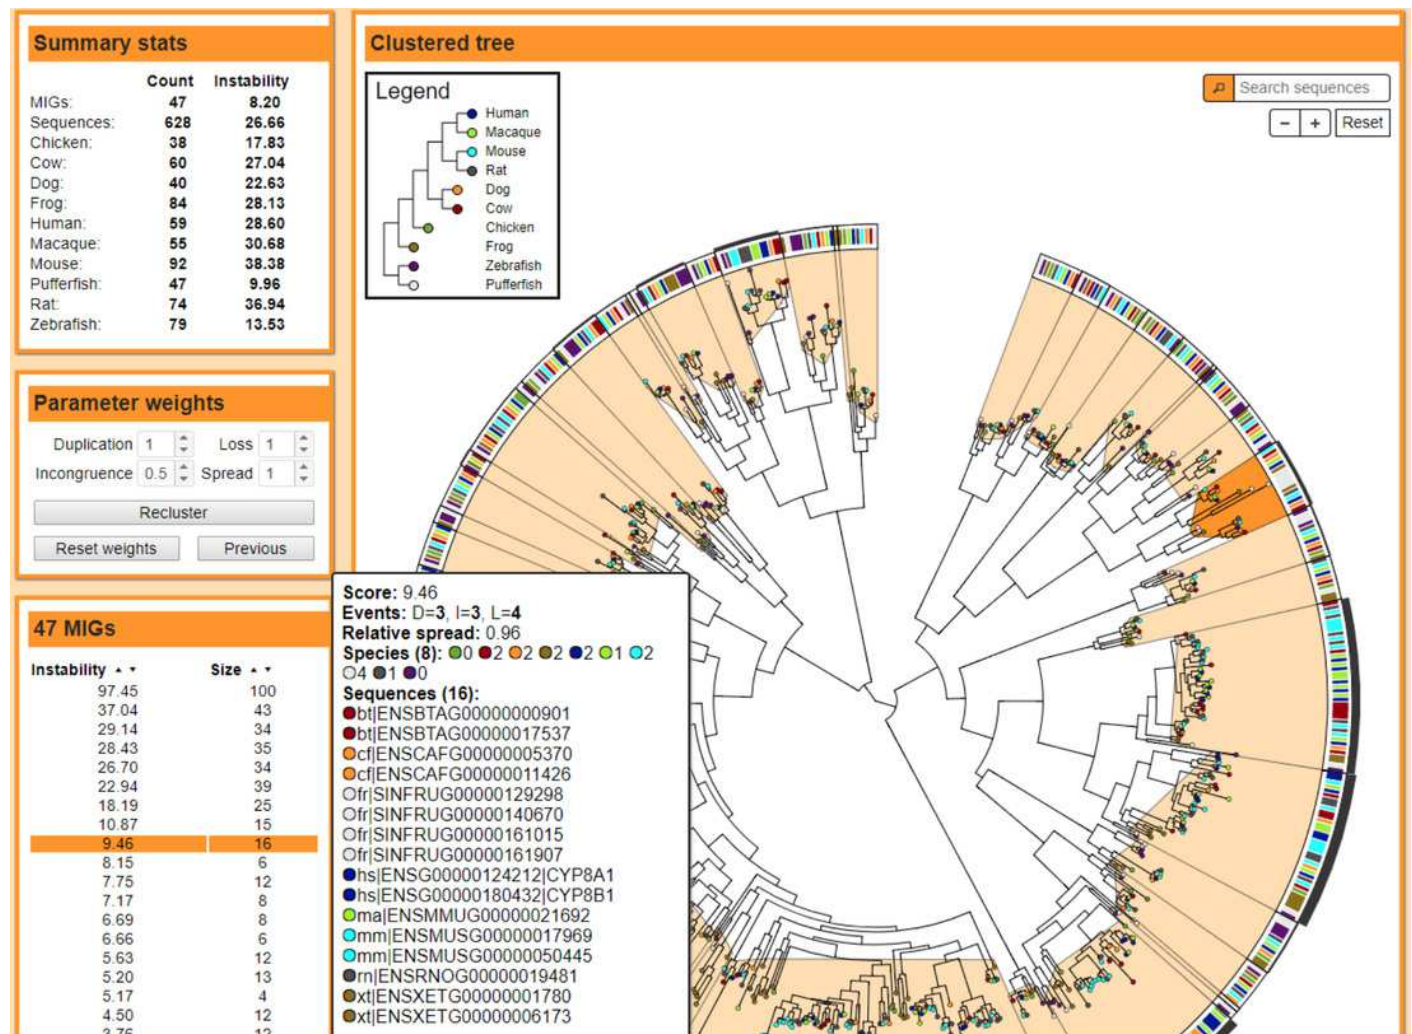 Summary stats
Count Instability
MIGs: 47 8.20
Sequences: 628 26.66
Chicken: 38 17.83
Cow: 60 27.04
Dog: 40 22.63
Frog: 84 28.13
Human: 59 28.60
Macaque: 55 30.68
Mouse: 92 38.38
Pufferfish: 47 9.96
Rat: 74 36.94
Zebrafish: 79 13.53
Parameter weights
Duplication 1 Loss 1
Incongruence 0.5 Spread 1
Recluster
Reset weights Previous
47 MIGs
Instability Size
97.45 100
37.04 43
29.14 34
28.43 35
26.70 34
22.94 39
18.19 25
10.87 15
9.46 16
8.15 6
7.75 12
7.17 8
6.69 8
6.66 6
5.63 12
5.20 13
5.17 4
4.50 12
3.76 12
Clustered tree
Legend
Human
Macaque
Mouse
Rat
Dog
Cow
Chicken
Frog
Zebrafish
Pufferfish
Search sequences
− + Reset
Score: 9.46
Events: D=3, I=3, L=4
Relative spread: 0.96
Species (8): 0 2 2 2 2 1 2
4 1 0
Sequences (16):
bt|ENSBTAG00000000901
bt|ENSBTAG00000017537
cf|ENSCAFG00000005370
cf|ENSCAFG00000011426
fr|SINFRUG00000129298
fr|SINFRUG00000140670
fr|SINFRUG00000161015
fr|SINFRUG00000161907
hs|ENSG00000124212|CYP8A1
hs|ENSG00000180432|CYP8B1
ma|ENSMMUG00000021692
mm|ENSMUSG00000017969
mm|ENSMUSG00000050445
rn|ENSRNOG00000019481
xt|ENSXETG00000001780
xt|ENSXETG00000006173